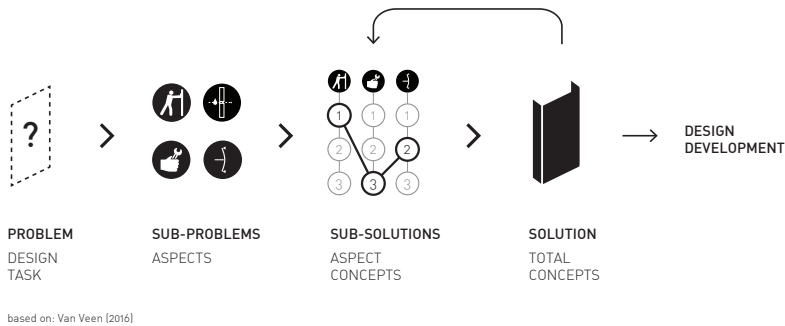 ?
1 1 1
2 2 2
3 3 3
DESIGN
DEVELOPMENT
PROBLEM
DESIGN
TASK
SUB-PROBLEMS
ASPECTS
SUB-SOLUTIONS
ASPECT
CONCEPTS
SOLUTION
TOTAL
CONCEPTS
based on: Van Veen (2016)